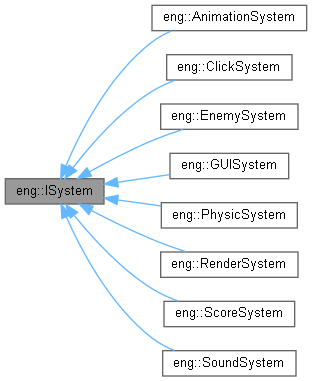 eng::AnimationSystem
eng::ClickSystem
eng::EnemySystem
eng::GUISystem
eng::ISystem
eng::PhysicSystem
eng::RenderSystem
eng::ScoreSystem
eng::SoundSystem